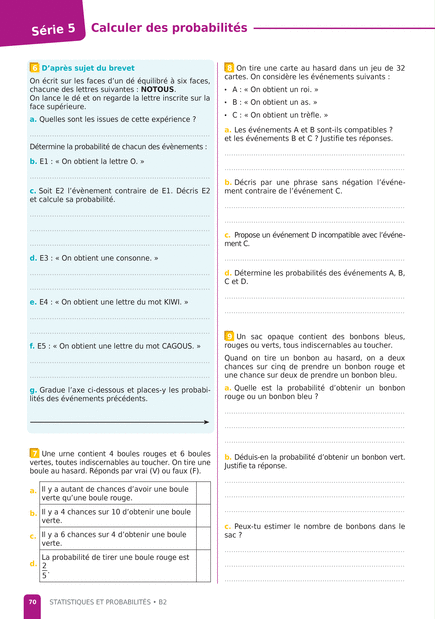 Série 5
Calculer des probabilités
6 D'après sujet du brevet
On écrit sur les faces d'un dé équilibré à six faces,
chacune des lettres suivantes : NOTOUS.
On lance le dé et on regarde la lettre inscrite sur la
face supérieure.
a. Quelles sont les issues de cette expérience ?
Détermine la probabilité de chacun des évènements :
b. E1 : « On obtient la lettre O. »
c. Soit E2 l'évènement contraire de E1. Décris E2
et calcule sa probabilité.
d. E3 : « On obtient une consonne. »
e. E4 : « On obtient une lettre du mot KIWI. »
f. E5 : « On obtient une lettre du mot CAGOUS. »
g. Gradue l'axe ci-dessous et places-y les probabi-
lités des événements précédents.
7 Une urne contient 4 boules rouges et 6 boules
vertes, toutes indiscernables au toucher. On tire une
boule au hasard. Réponds par vrai (V) ou faux (F).
a. Il y a autant de chances d'avoir une boule
verte qu'une boule rouge.
b. Il y a 4 chances sur 10 d'obtenir une boule
verte.
c. Il y a 6 chances sur 4 d'obtenir une boule
verte.
d. La probabilité de tirer une boule rouge est
2
5.
8 On tire une carte au hasard dans un jeu de 32
cartes. On considère les événements suivants :
• A : « On obtient un roi. »
• B : « On obtient un as. »
• C : « On obtient un trèfle. »
a. Les événements A et B sont-ils compatibles ?
et les événements B et C ? Justifie tes réponses.
b. Décris par une phrase sans négation l'événe-
ment contraire de l'événement C.
c. Propose un événement D incompatible avec l'événe-
ment C.
d. Détermine les probabilités des événements A, B,
C et D.
9 Un sac opaque contient des bonbons bleus,
rouges ou verts, tous indiscernables au toucher.
Quand on tire un bonbon au hasard, on a deux
chances sur cinq de prendre un bonbon rouge et
une chance sur deux de prendre un bonbon bleu.
a. Quelle est la probabilité d'obtenir un bonbon
rouge ou un bonbon bleu ?
b. Déduis-en la probabilité d'obtenir un bonbon vert.
Justifie ta réponse.
c. Peux-tu estimer le nombre de bonbons dans le
sac ?
70 STATISTIQUES ET PROBABILITÉS • B2